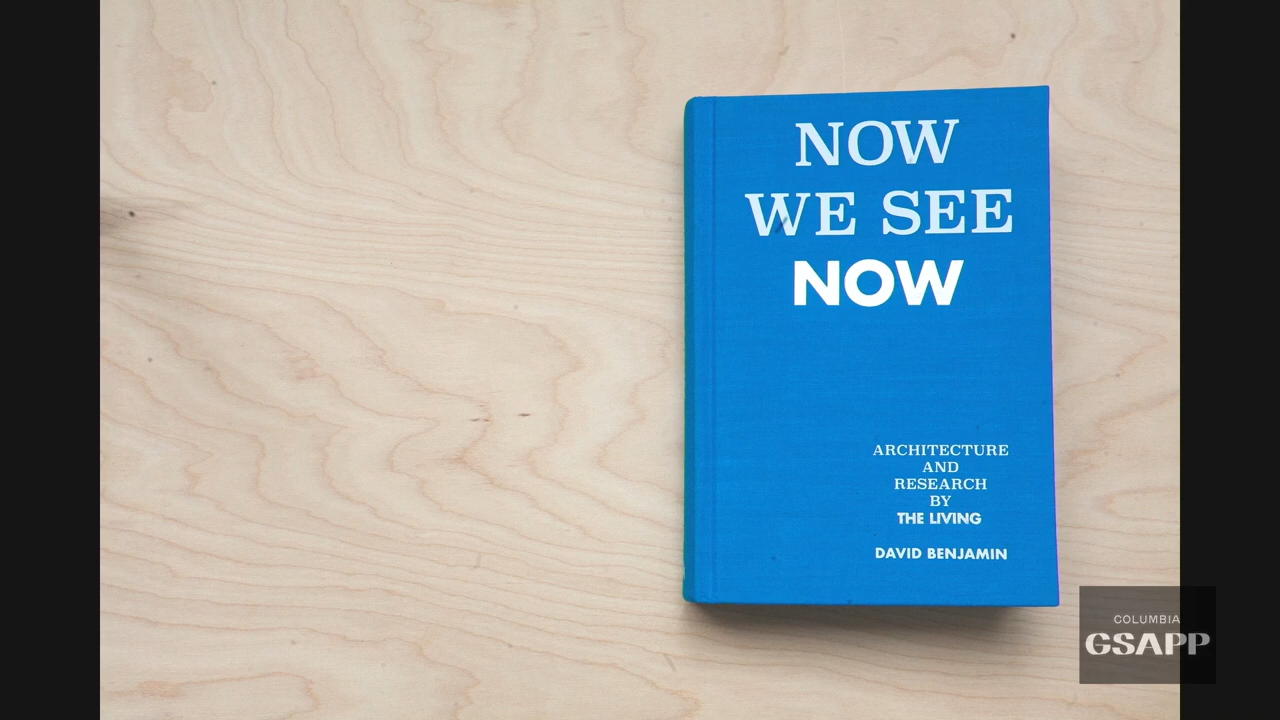 NOW
WE SEE
NOW
ARCHITECTURE
AND
RESEARCH
BY
THE LIVING
DAVID BENJAMIN
COLUMBIA
GSAPP